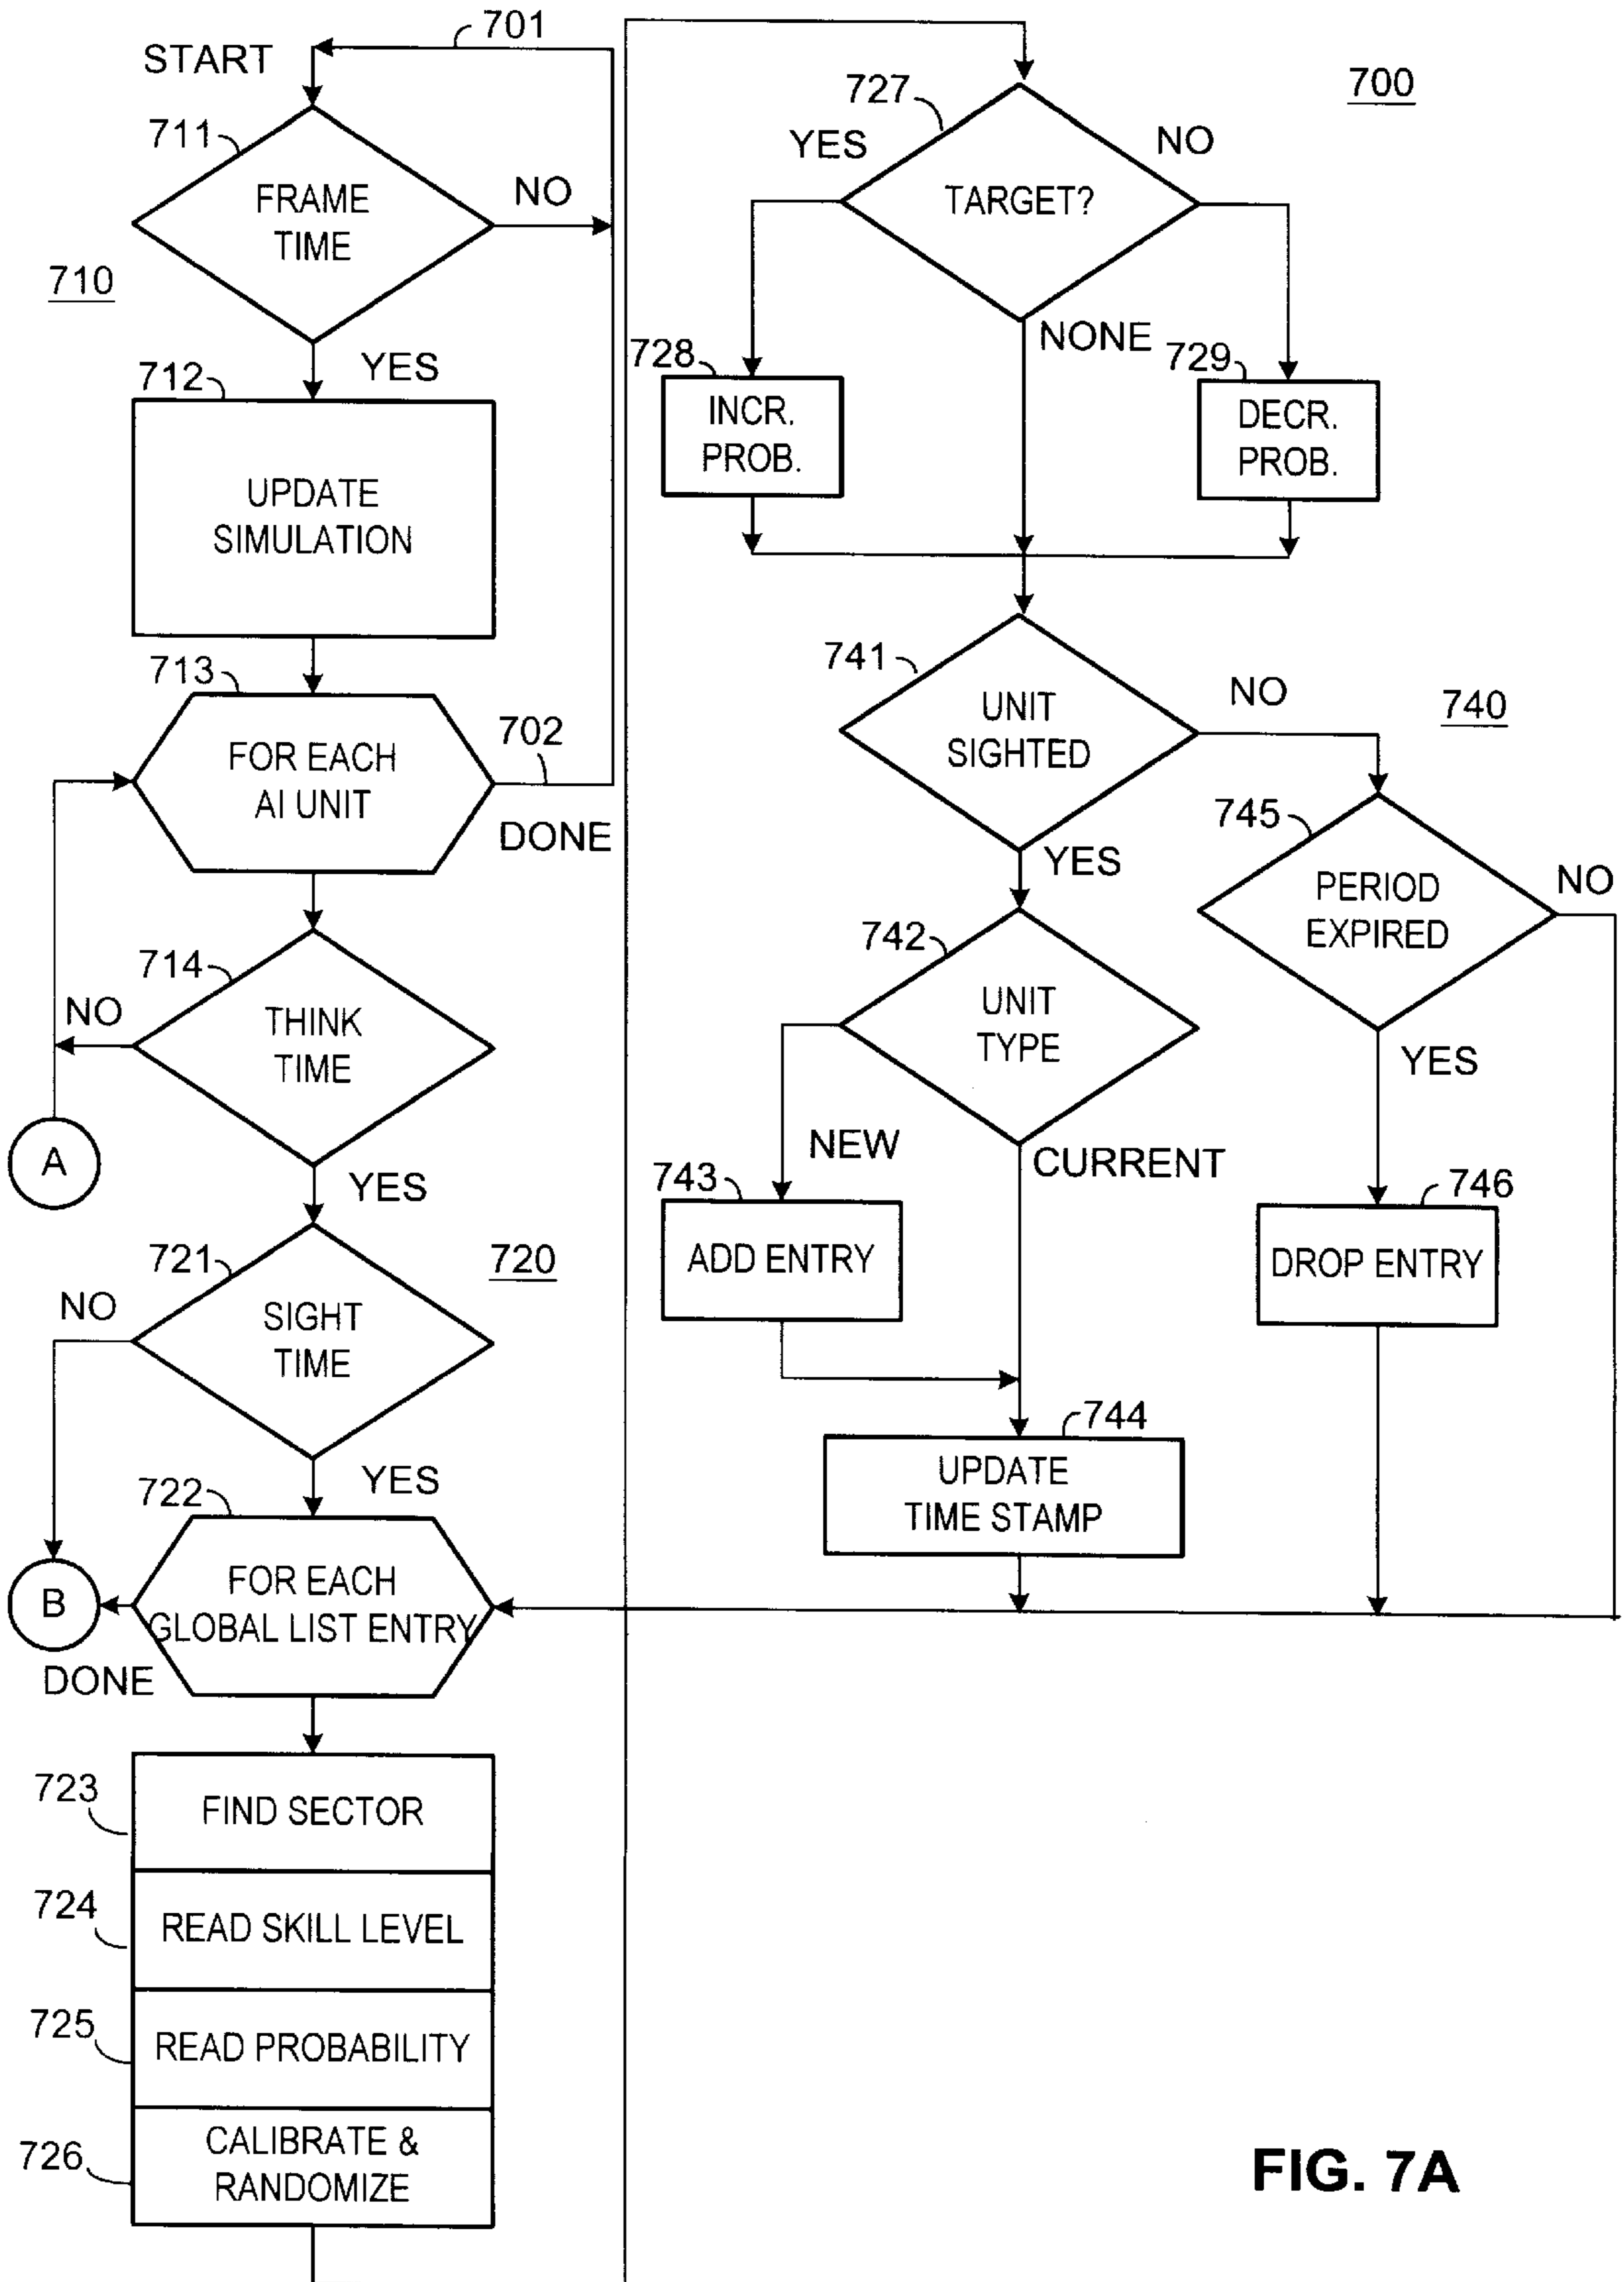 701
START
711
FRAME
TIME
NO
710
YES
712
UPDATE
SIMULATION
713
FOR EACH
AI UNIT
702
DONE
714
NO
THINK
TIME
A
YES
721
720
NO
SIGHT
TIME
YES
722
B
FOR EACH
GLOBAL LIST ENTRY
DONE
723
FIND SECTOR
724
READ SKILL LEVEL
725
READ PROBABILITY
726
CALIBRATE &
RANDOMIZE
700
727
YES
NO
TARGET?
NONE
728
729
INCR.
PROB.
DECR.
PROB.
741
UNIT
SIGHTED
NO
740
745
YES
PERIOD
EXPIRED
NO
742
UNIT
TYPE
YES
NEW
CURRENT
743
ADD ENTRY
746
DROP ENTRY
744
UPDATE
TIME STAMP
FIG. 7A